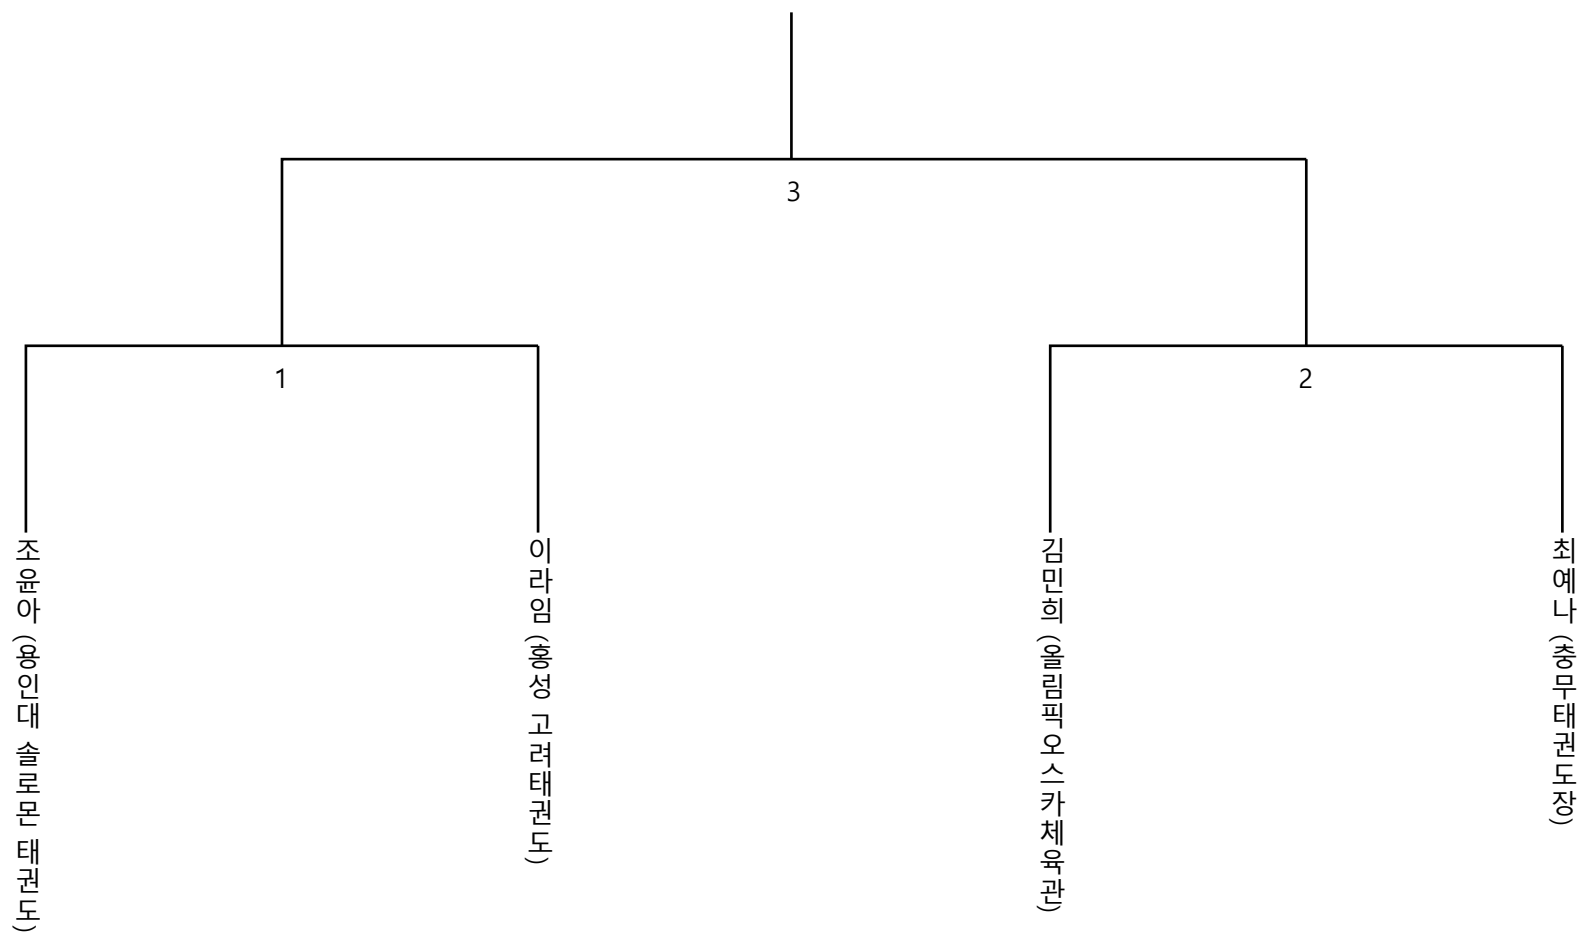 3
1
2
조윤아 (용인대 솔로몬 태권도)
이라임 (홍성 고려태권도)
김민희 (올림픽오스카체육관)
최예나 (충무태권도장)